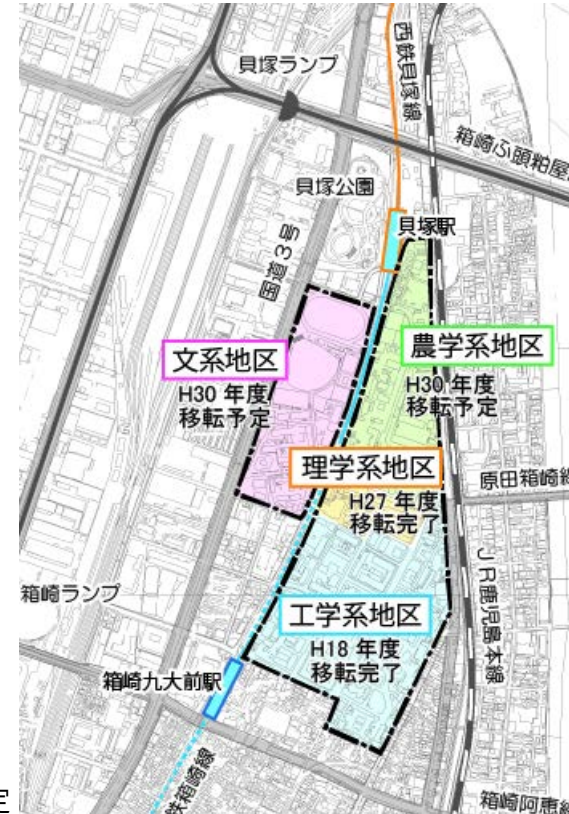 貝塚ランプ
西鉄貝塚線
箱崎ふ頭粕屋
貝塚公園
貝塚駅
国道3号
文系地区
H30 年度
移転予定
農学系地区
H30 年度
移転予定
理学系地区
H27 年度
移転完了
原田箱崎線
箱崎ランプ
工学系地区
H18 年度
移転完了
JR鹿児島本線
箱崎九大前駅
鉄箱崎線
箱崎阿恵線
定